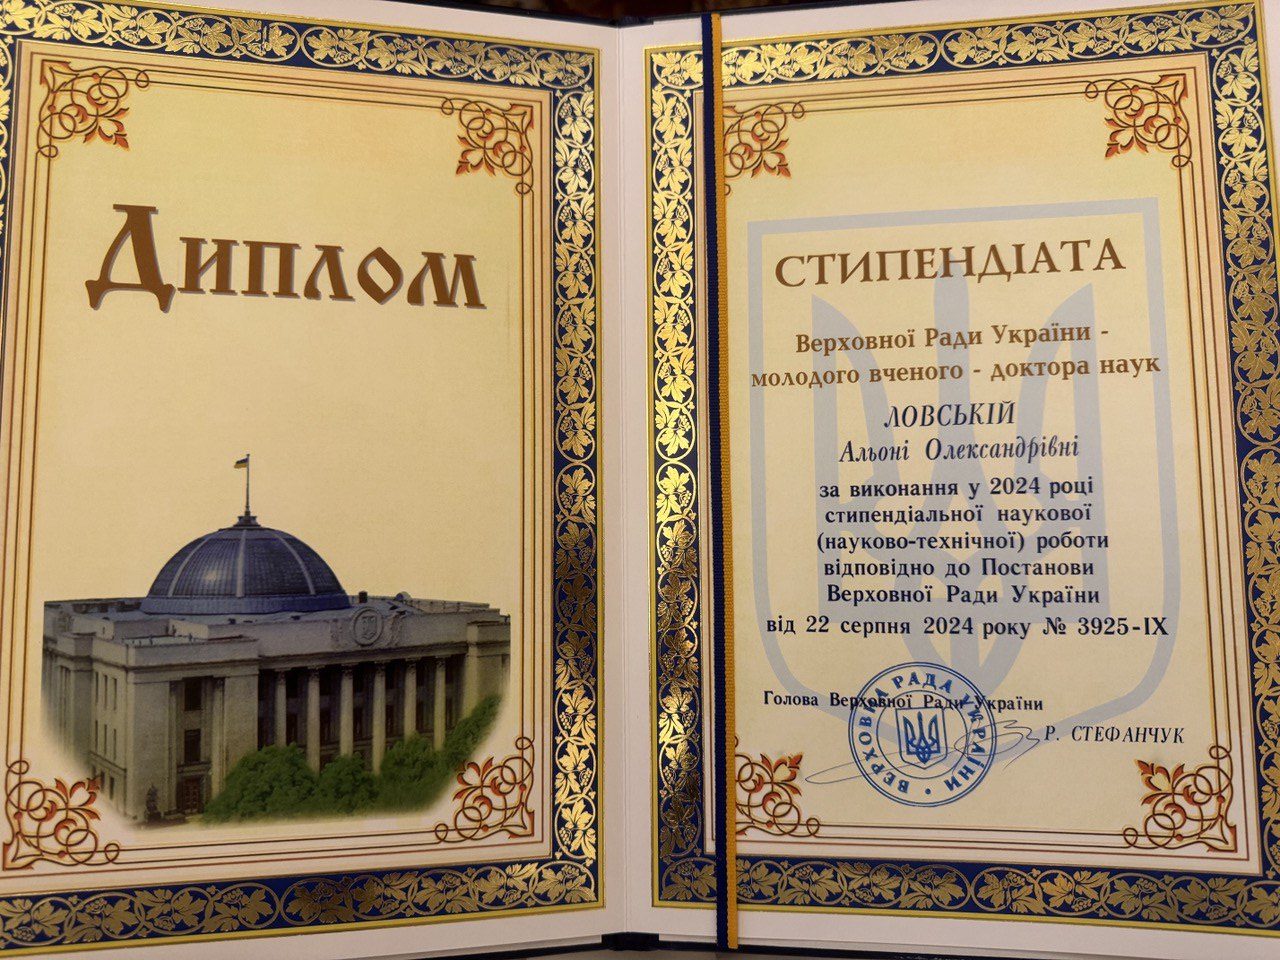 Диплом
СТИПЕНДІАТА
Верховної Ради України -
молодого вченого - доктора наук
ЛОВСЬКІЙ
Альоні Олександрівні
за виконання у 2024 році
стипендіальної наукової
(науково-технічної) роботи
відповідно до Постанови
Верховної Ради України
від 22 серпня 2024 року № 3925-IX
Голова Верховної Ради України
Р. СТЕФАНЧУК
ВЕРХОВНА РАДА УКРАЇНИ